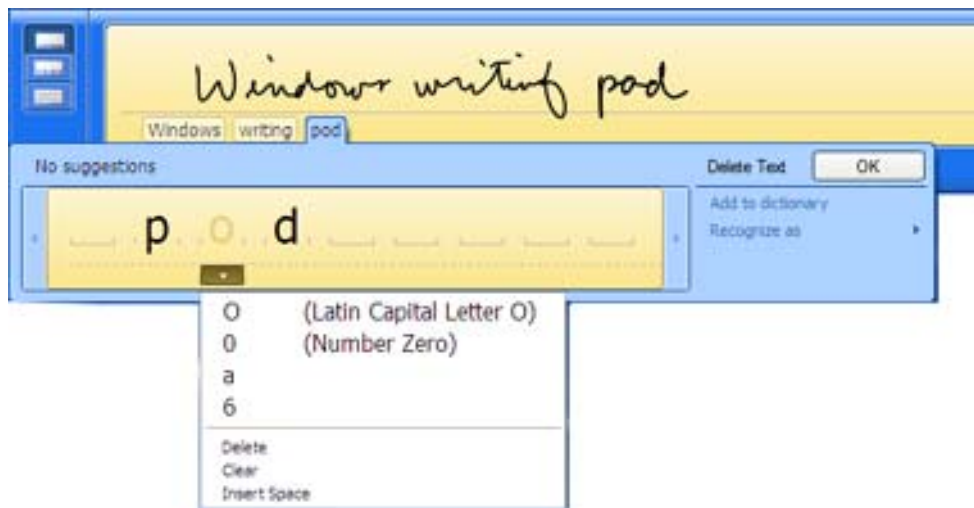 Windows writing pad
Windows writing pod
No suggestions
Delete Text OK
p o d
Add to dictionary
Recognize as
O (Latin Capital Letter O)
0 (Number Zero)
a
6
Delete
Clear
Insert Space